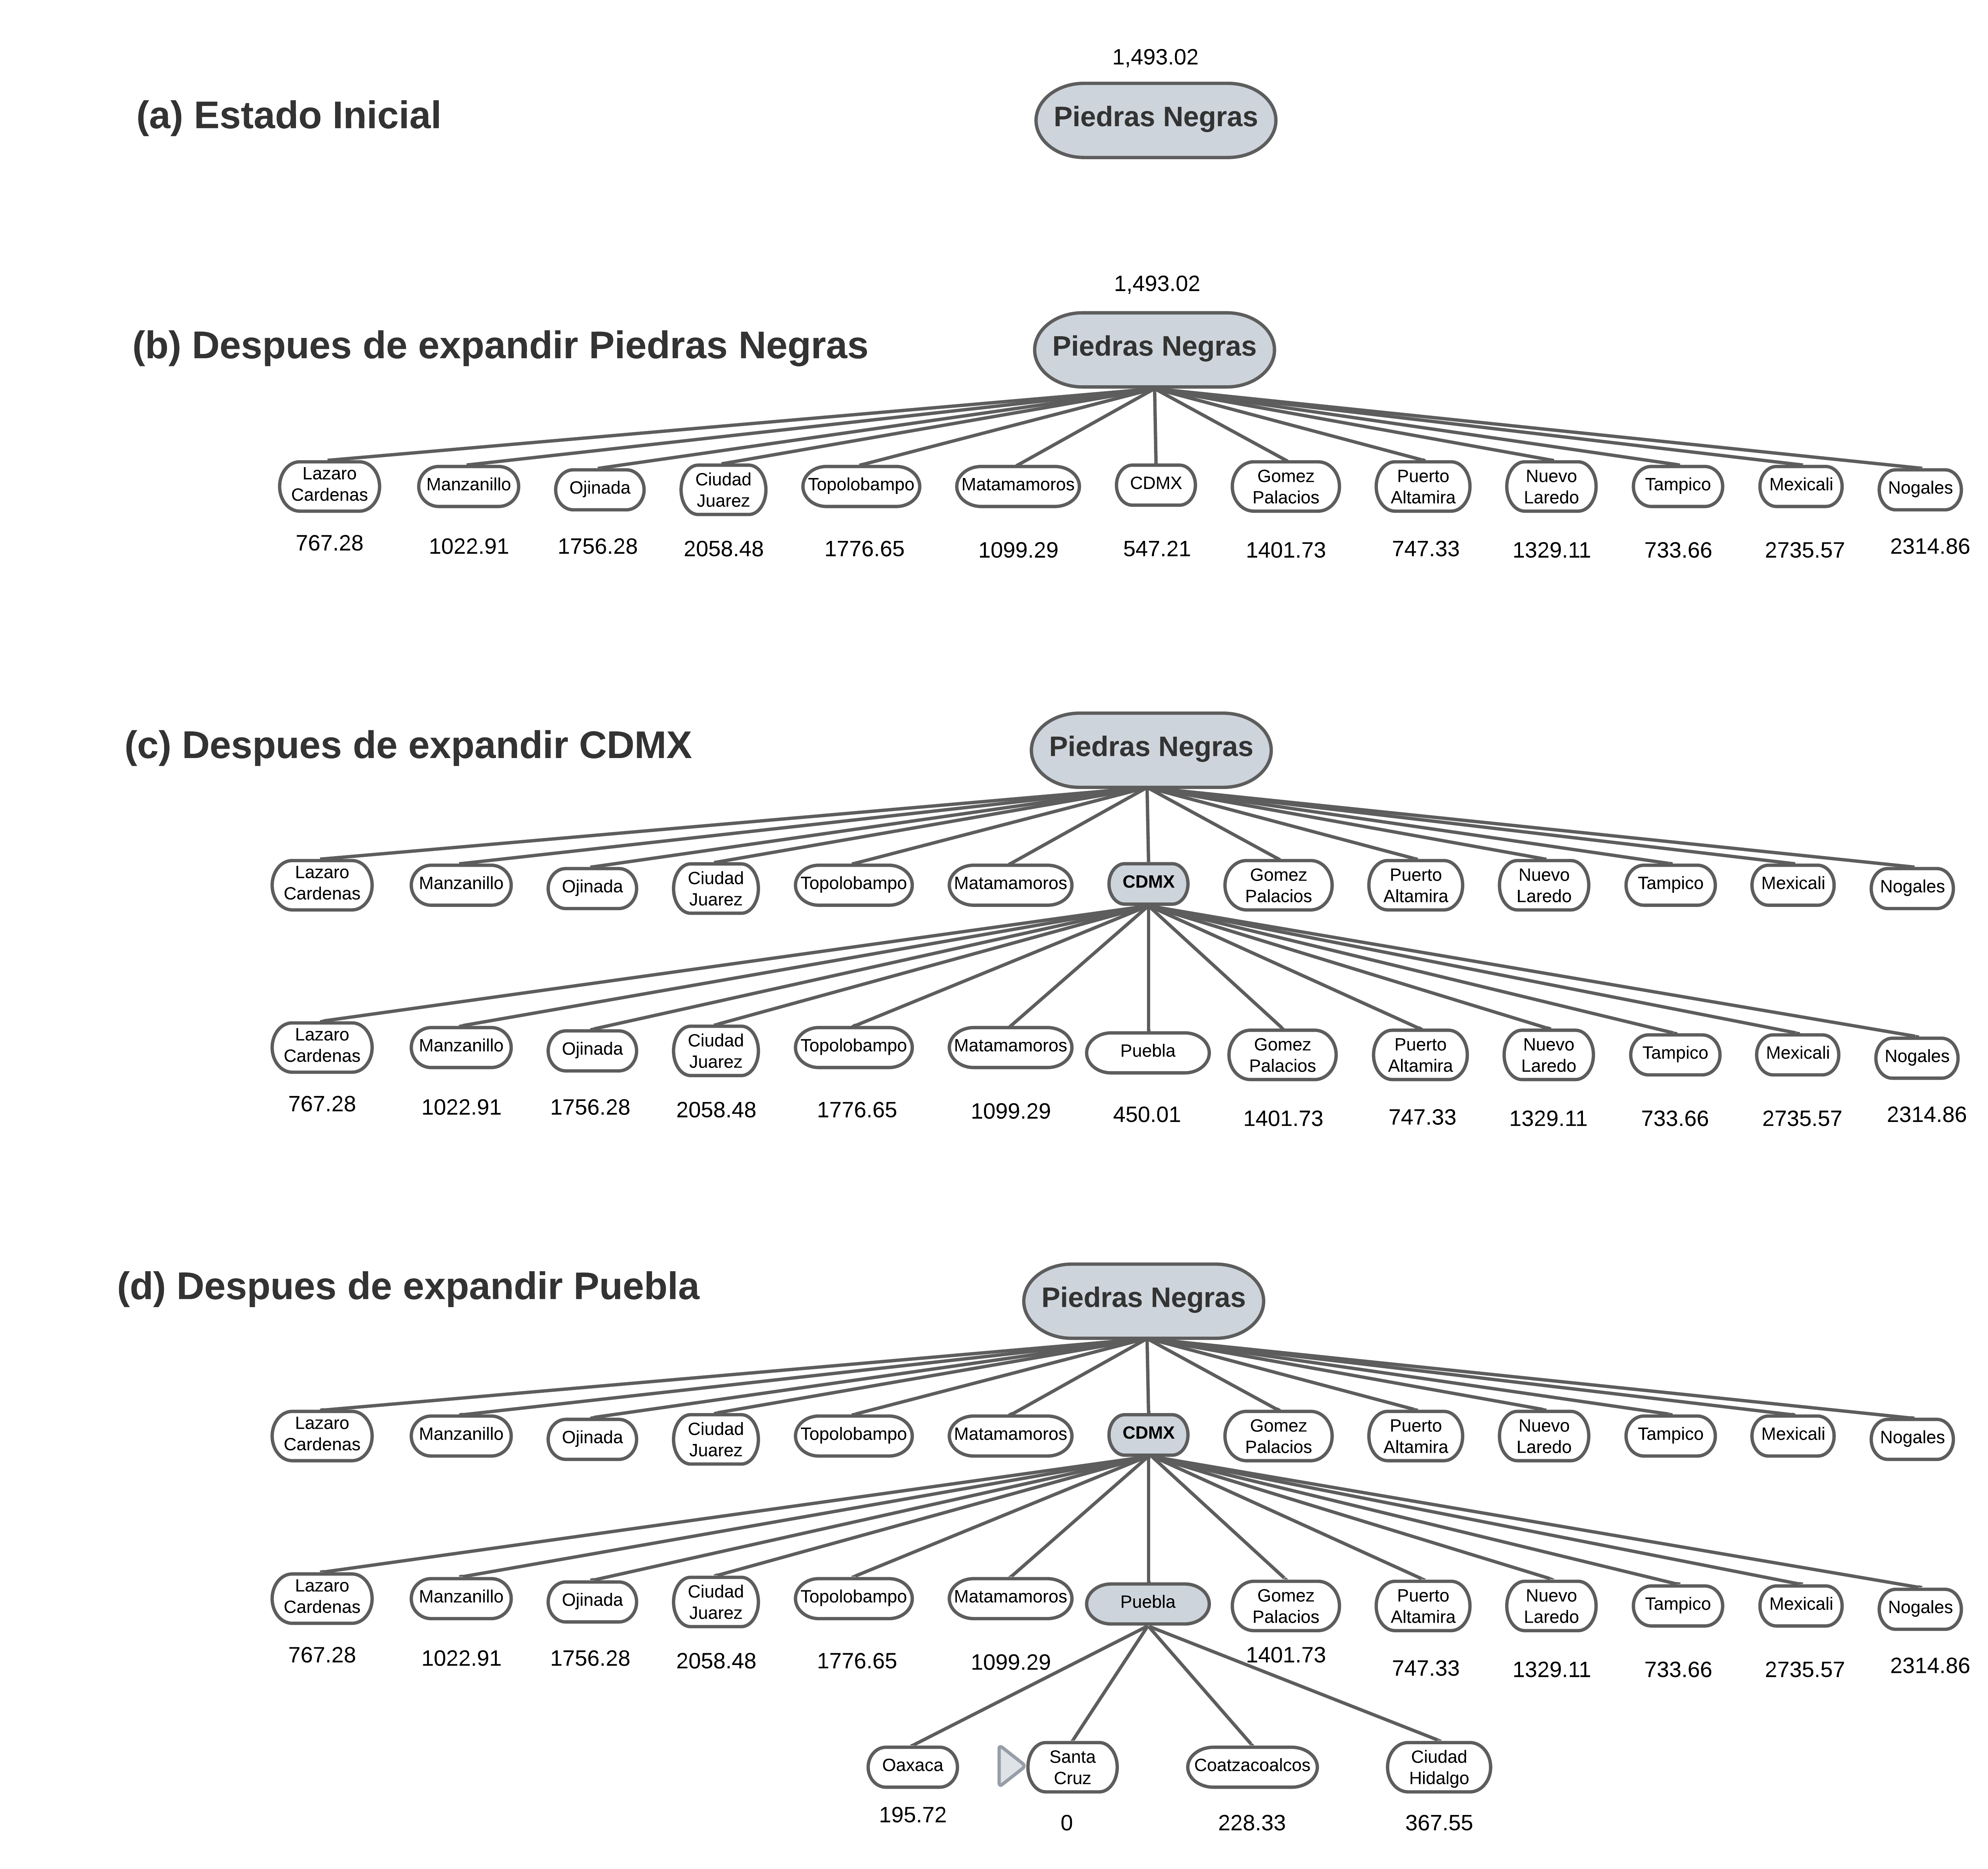 1,493.02
(a) Estado Inicial
Piedras Negras
1,493.02
(b) Despues de expandir Piedras Negras
Piedras Negras
Lazaro
Cardenas
Manzanillo
Ojinada
Ciudad
Juarez
Topolobampo
Matamamoros
CDMX
Gomez
Palacios
Puerto
Altamira
Nuevo
Laredo
Tampico
Mexicali
Nogales
767.28
1022.91
1756.28
2058.48
1776.65
1099.29
547.21
1401.73
747.33
1329.11
733.66
2735.57
2314.86
(c) Despues de expandir CDMX
Piedras Negras
Lazaro
Cardenas
Manzanillo
Ojinada
Ciudad
Juarez
Topolobampo
Matamamoros
CDMX
Gomez
Palacios
Puerto
Altamira
Nuevo
Laredo
Tampico
Mexicali
Nogales
Lazaro
Cardenas
Manzanillo
Ojinada
Ciudad
Juarez
Topolobampo
Matamamoros
Puebla
Gomez
Palacios
Puerto
Altamira
Nuevo
Laredo
Tampico
Mexicali
Nogales
767.28
1022.91
1756.28
2058.48
1776.65
1099.29
450.01
1401.73
747.33
1329.11
733.66
2735.57
2314.86
(d) Despues de expandir Puebla
Piedras Negras
Lazaro
Cardenas
Manzanillo
Ojinada
Ciudad
Juarez
Topolobampo
Matamamoros
CDMX
Gomez
Palacios
Puerto
Altamira
Nuevo
Laredo
Tampico
Mexicali
Nogales
Lazaro
Cardenas
Manzanillo
Ojinada
Ciudad
Juarez
Topolobampo
Matamamoros
Puebla
Gomez
Palacios
Puerto
Altamira
Nuevo
Laredo
Tampico
Mexicali
Nogales
767.28
1022.91
1756.28
2058.48
1776.65
1099.29
1401.73
747.33
1329.11
733.66
2735.57
2314.86
Oaxaca
Santa
Cruz
Coatzacoalcos
Ciudad
Hidalgo
195.72
0
228.33
367.55